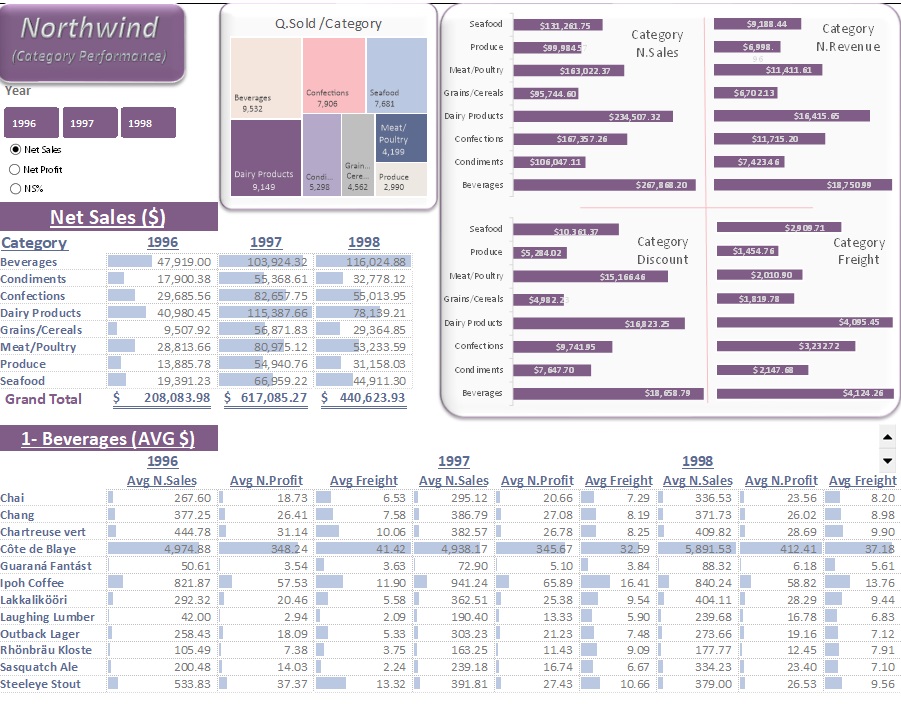 Northwind
(Category Performance)
Year
1996 1997 1998
Net Sales
Net Profit
NS%
Q.Sold /Category
Beverages
9,532
Confections
7,906
Seafood
7,681
Dairy Products
9,149
Condi...
5,298
Grain...
Cere...
4,562
Meat/
Poultry
4,199
Produce
2,990
Category
N.Sales
Seafood $131,261.75
Produce $99,984.5
Meat/Poultry $163,022.37
Grains/Cereals $95,744.60
Dairy Products $234,507.32
Confections $167,357.26
Condiments $106,047.11
Beverages $267,868.20
Category
N.Revenue
$9,188.44
$6,998.
96
$11,411.61
$6,702.13
$16,415.65
$11,715.20
$7,423.46
$18,750.99
Category
Discount
Seafood $10,361.37
Produce $5,284.02
Meat/Poultry $15,166.46
Grains/Cereals $4,982.2
Dairy Products $16,823.25
Confections $9,741.95
Condiments $7,647.70
Beverages $18,658.79
Category
Freight
$2,909.71
$1,454.76
$2,010.90
$1,819.78
$4,095.45
$3,232.72
$2,147.68
$4,124.26
Net Sales ($)
Category 1996 1997 1998
Beverages 47,919.00 103,924.32 116,024.88
Condiments 17,900.38 55,368.61 32,778.12
Confections 29,685.56 82,657.75 55,013.95
Dairy Products 40,980.45 115,387.66 78,139.21
Grains/Cereals 9,507.92 56,871.83 29,364.85
Meat/Poultry 28,813.66 80,975.12 53,233.59
Produce 13,885.78 54,940.76 31,158.03
Seafood 19,391.23 66,959.22 44,911.30
Grand Total $ 208,083.98 $ 617,085.27 $ 440,623.93
1- Beverages (AVG $)
1996 1997 1998
Avg N.Sales Avg N.Profit Avg Freight Avg N.Sales Avg N.Profit Avg Freight Avg N.Sales Avg N.Profit Avg Freight
Chai 267.60 18.73 6.53 295.12 20.66 7.29 336.53 23.56 8.20
Chang 377.25 26.41 7.58 386.79 27.08 8.19 371.73 26.02 8.98
Chartreuse vert 444.78 31.14 10.06 382.57 26.78 8.25 409.82 28.69 9.90
Côte de Blaye 4,974.88 348.24 41.42 4,938.17 345.67 32.59 5,891.53 412.41 37.18
Guaraná Fantást 50.61 3.54 3.63 72.90 5.10 3.84 88.32 6.18 5.61
Ipoh Coffee 821.87 57.53 11.90 941.24 65.89 16.41 840.24 58.82 13.76
Lakkalikööri 292.32 20.46 5.58 362.51 25.38 9.54 404.11 28.29 9.44
Laughing Lumber 42.00 2.94 2.09 190.40 13.33 5.90 239.68 16.78 6.83
Outback Lager 258.43 18.09 5.33 303.23 21.23 7.48 273.66 19.16 7.12
Rhönbräu Kloste 105.49 7.38 3.75 163.25 11.43 9.09 177.77 12.45 7.91
Sasquatch Ale 200.48 14.03 2.24 239.18 16.74 6.67 334.23 23.40 7.10
Steeleye Stout 533.83 37.37 13.32 391.81 27.43 10.66 379.00 26.53 9.56